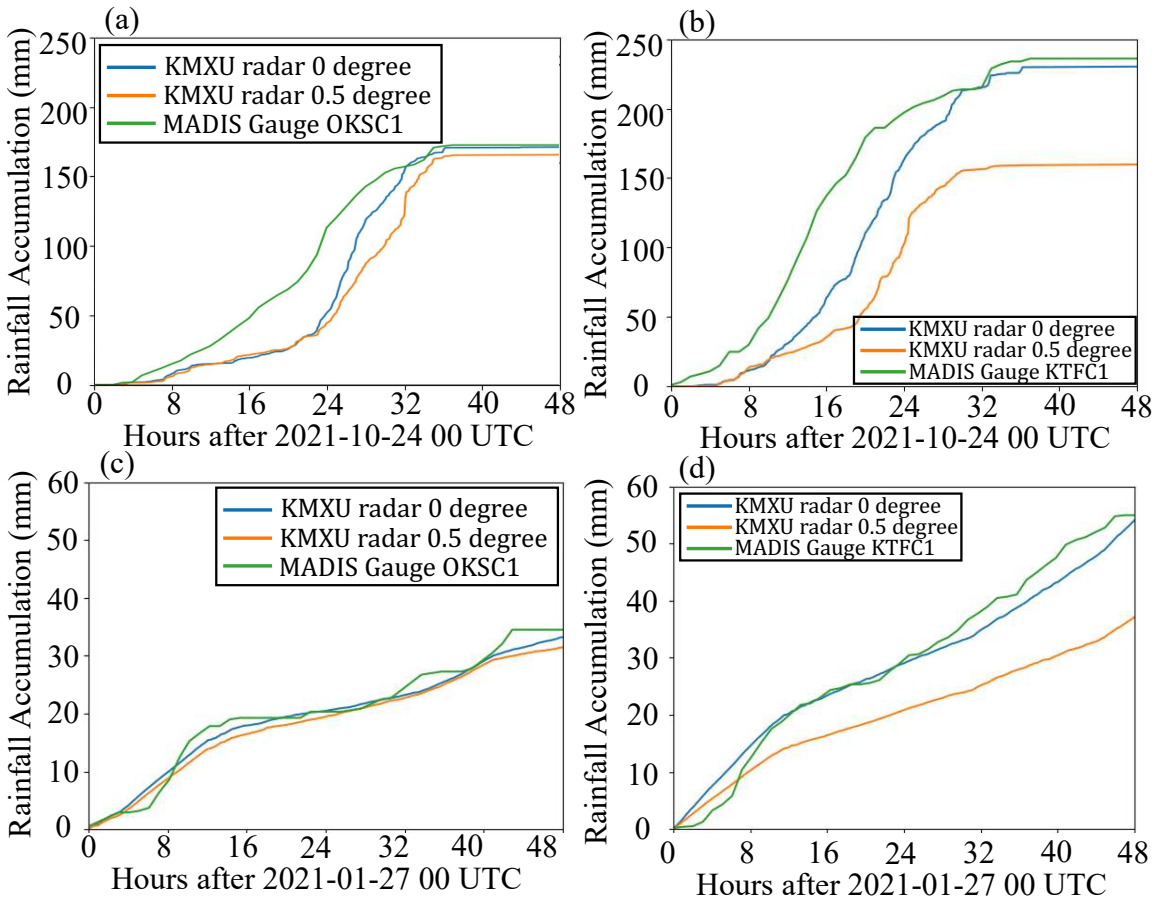 (a)
250
200
150
100
50
0
Rainfall Accumulation (mm)
KMXU radar 0 degree
KMXU radar 0.5 degree
MADIS Gauge OKSC1
0 8 16 24 32 40 48
Hours after 2021-10-24 00 UTC
(b)
250
200
150
100
50
0
Rainfall Accumulation (mm)
KMXU radar 0 degree
KMXU radar 0.5 degree
MADIS Gauge KTFC1
0 8 16 24 32 40 48
Hours after 2021-10-24 00 UTC
(c)
60
50
40
30
20
10
0
Rainfall Accumulation (mm)
KMXU radar 0 degree
KMXU radar 0.5 degree
MADIS Gauge OKSC1
0 8 16 24 32 40 48
Hours after 2021-01-27 00 UTC
(d)
60
50
40
30
20
10
0
Rainfall Accumulation (mm)
KMXU radar 0 degree
KMXU radar 0.5 degree
MADIS Gauge KTFC1
0 8 16 24 32 40 48
Hours after 2021-01-27 00 UTC